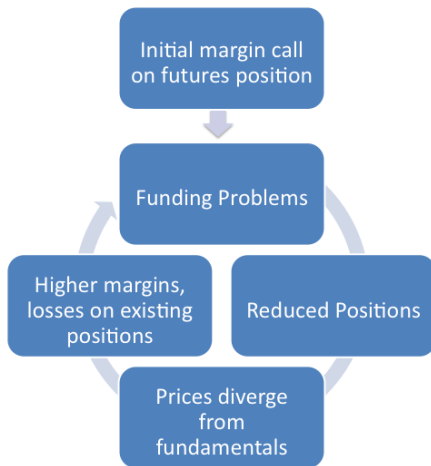 Initial margin call
on futures position
Funding Problems
Higher margins,
losses on existing
positions
Reduced Positions
Prices diverge
from
fundamentals